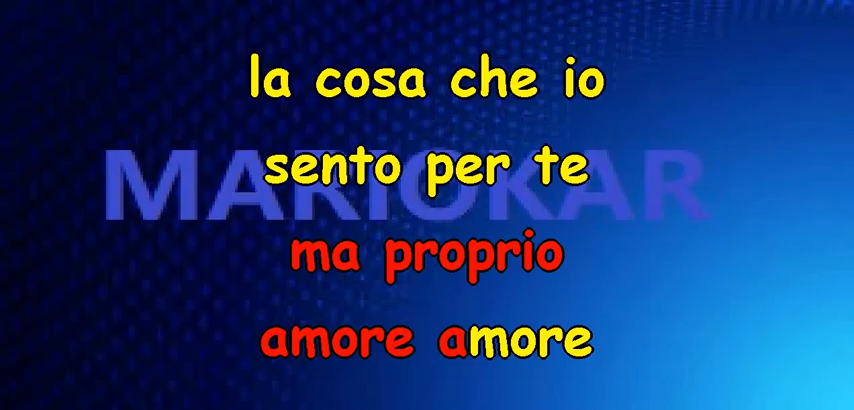 la cosa che io
sento per te
MARIOKAR
ma proprio
amore amore